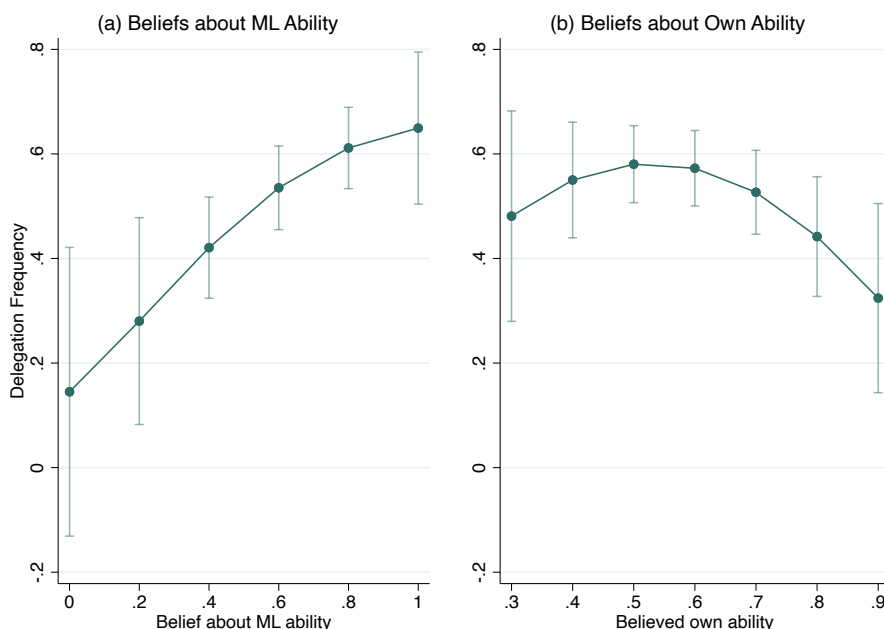 (a) Beliefs about ML Ability
.8
.6
.4
.2
0
-.2
Delegation Frequency
0 .2 .4 .6 .8 1
Belief about ML ability
(b) Beliefs about Own Ability
.8
.6
.4
.2
0
-.2
.3 .4 .5 .6 .7 .8 .9
Believed own ability